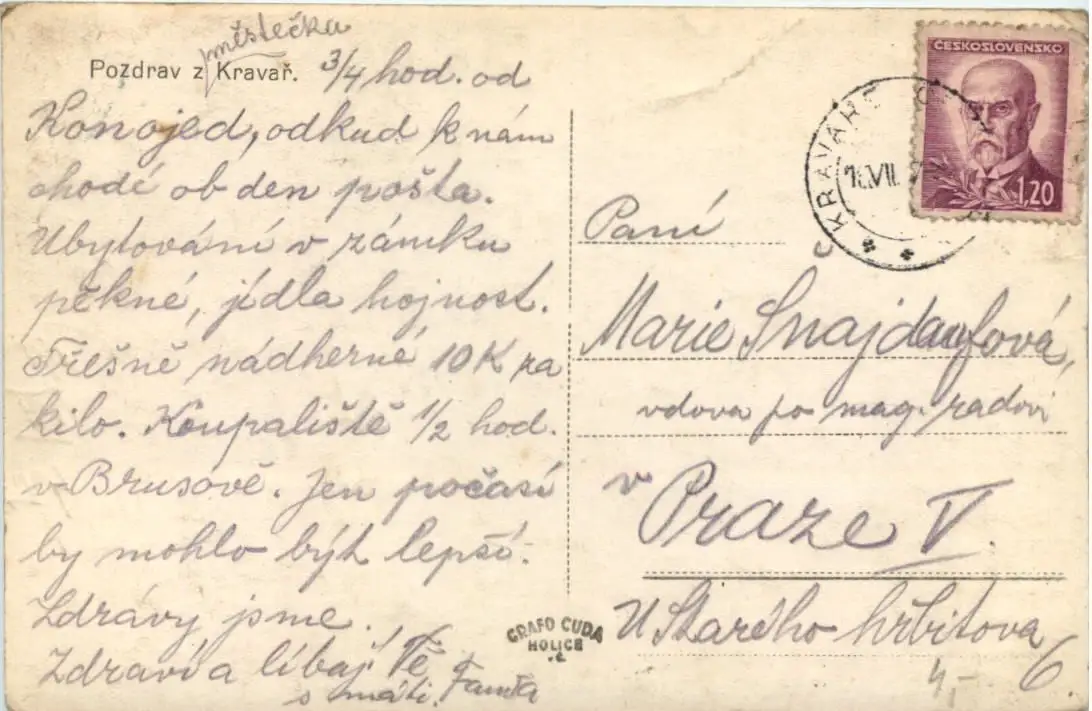 městečka
Pozdrav z Kravař. 3/4 hod. od
Konojed, odkud k nám
chodí ob den pošta.
Ubytování v zámku
pěkné, jídla hojnost.
Třešně nádherné 10 K za
kilo. Koupaliště 1/2 hod.
v Brusově. Jen počasí
by mohlo být lepší.
Zdrávy jsme.
Zdraví a líbají Tě
s máti.
ČESKOSLOVENSKO
1,20
KRAVAŘE
VII.
Paní
Marie Šnajdaufová,
vdova po mag. radovi
v Praze V.
U Starého hřbitova
6
4,-
GRAFO ČUDA
HOLICE
v.Č.